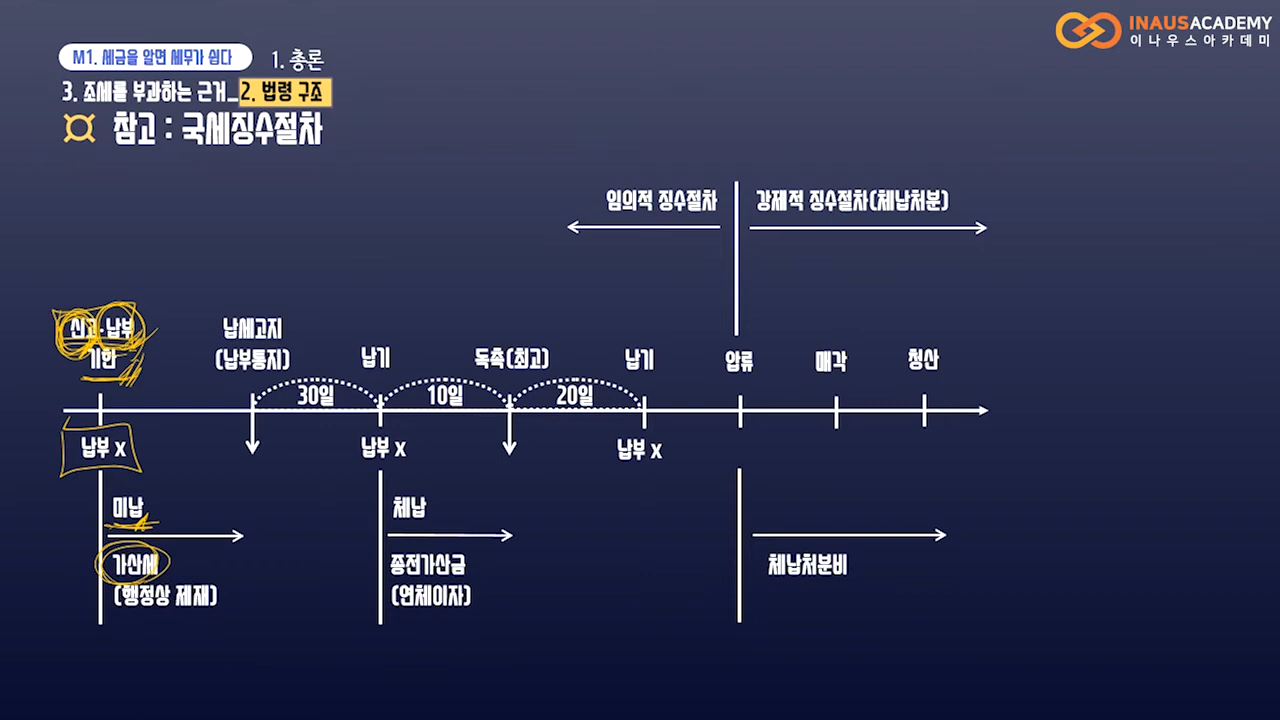 INAUSACADEMY
이나우스아카데미
M1. 세금을 알면 세무가 쉽다
1. 총론
3. 조세를 부과하는 근거_2. 법령 구조
참고 : 국세징수절차
임의적 징수절차
강제적 징수절차(체납처분)
신고·납부
기한
납세고지
(납부통지)
납기
독촉(최고)
납기
압류
매각
청산
30일
10일
20일
납부 x
납부 x
납부 x
미납
가산세
(행정상 제재)
체납
종전가산금
(연체이자)
체납처분비